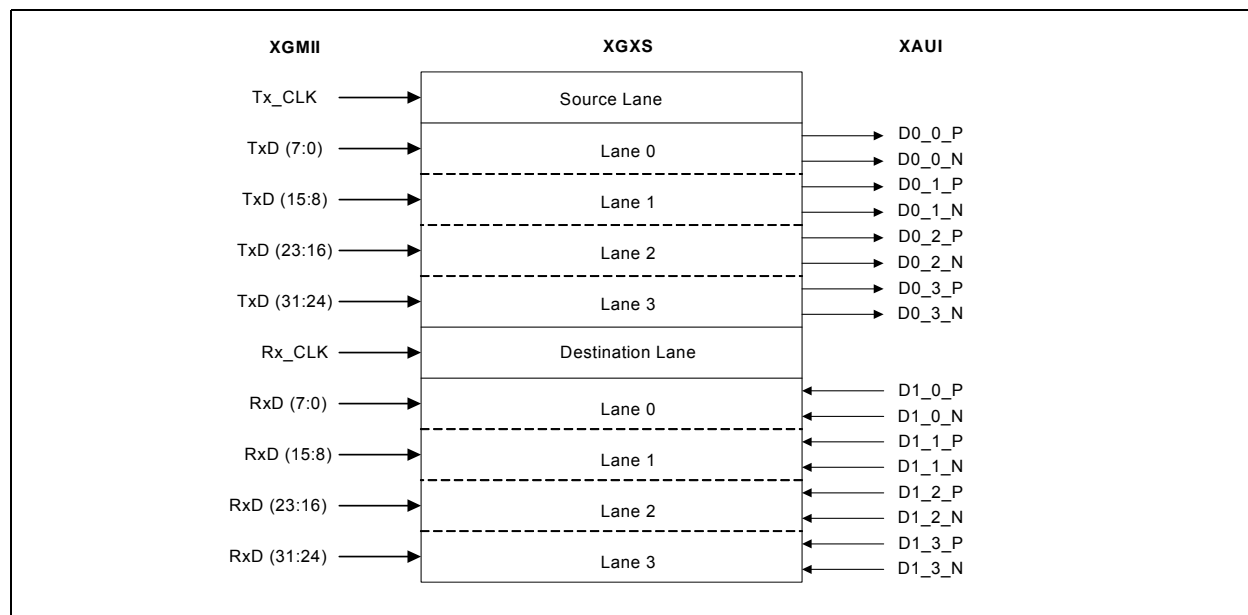 XGMII XGXS XAUI
Tx_CLK Source Lane
D0_0_P
TxD (7:0) Lane 0
D0_0_N
D0_1_P
TxD (15:8) Lane 1
D0_1_N
D0_2_P
TxD (23:16) Lane 2
D0_2_N
D0_3_P
TxD (31:24) Lane 3
D0_3_N
Rx_CLK Destination Lane
D1_0_P
RxD (7:0) Lane 0
D1_0_N
D1_1_P
RxD (15:8) Lane 1
D1_1_N
D1_2_P
RxD (23:16) Lane 2
D1_2_N
D1_3_P
RxD (31:24) Lane 3
D1_3_N